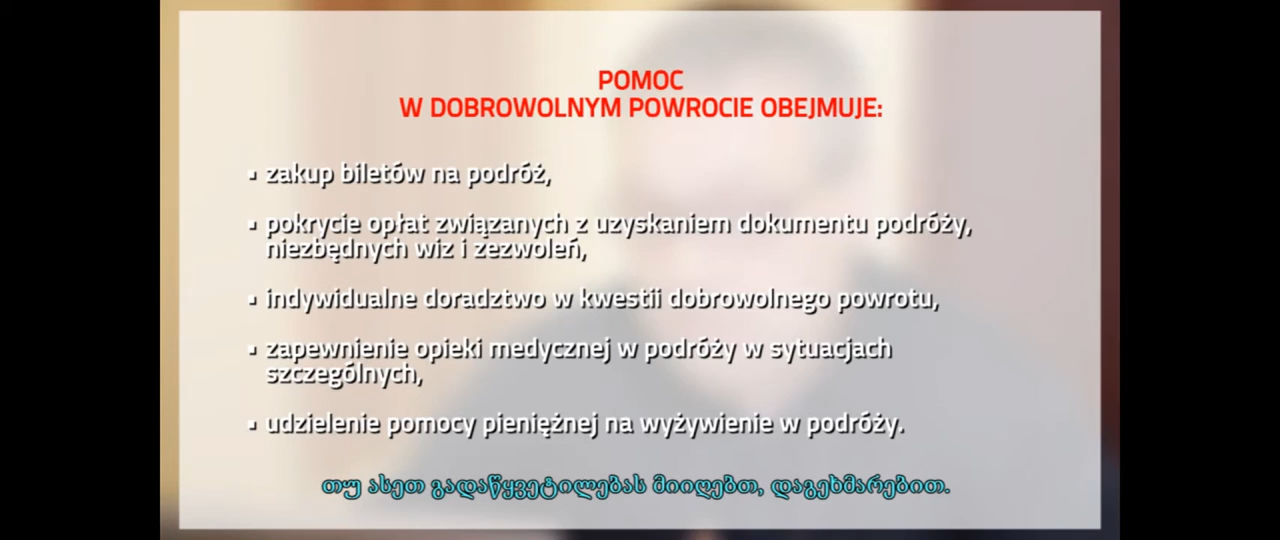 POMOC
W DOBROWOLNYM POWROCIE OBEJMUJE:
▪ zakup biletów na podróż,
▪ pokrycie opłat związanych z uzyskaniem dokumentu podróży,
niezbędnych wiz i zezwoleń,
▪ indywidualne doradztwo w kwestii dobrowolnego powrotu,
▪ zapewnienie opieki medycznej w podróży w sytuacjach
szczególnych,
▪ udzielenie pomocy pieniężnej na wyżywienie w podróży.
თუ ასეთ გადაწყვეტილებას მიიღებთ, დაგეხმარებით.